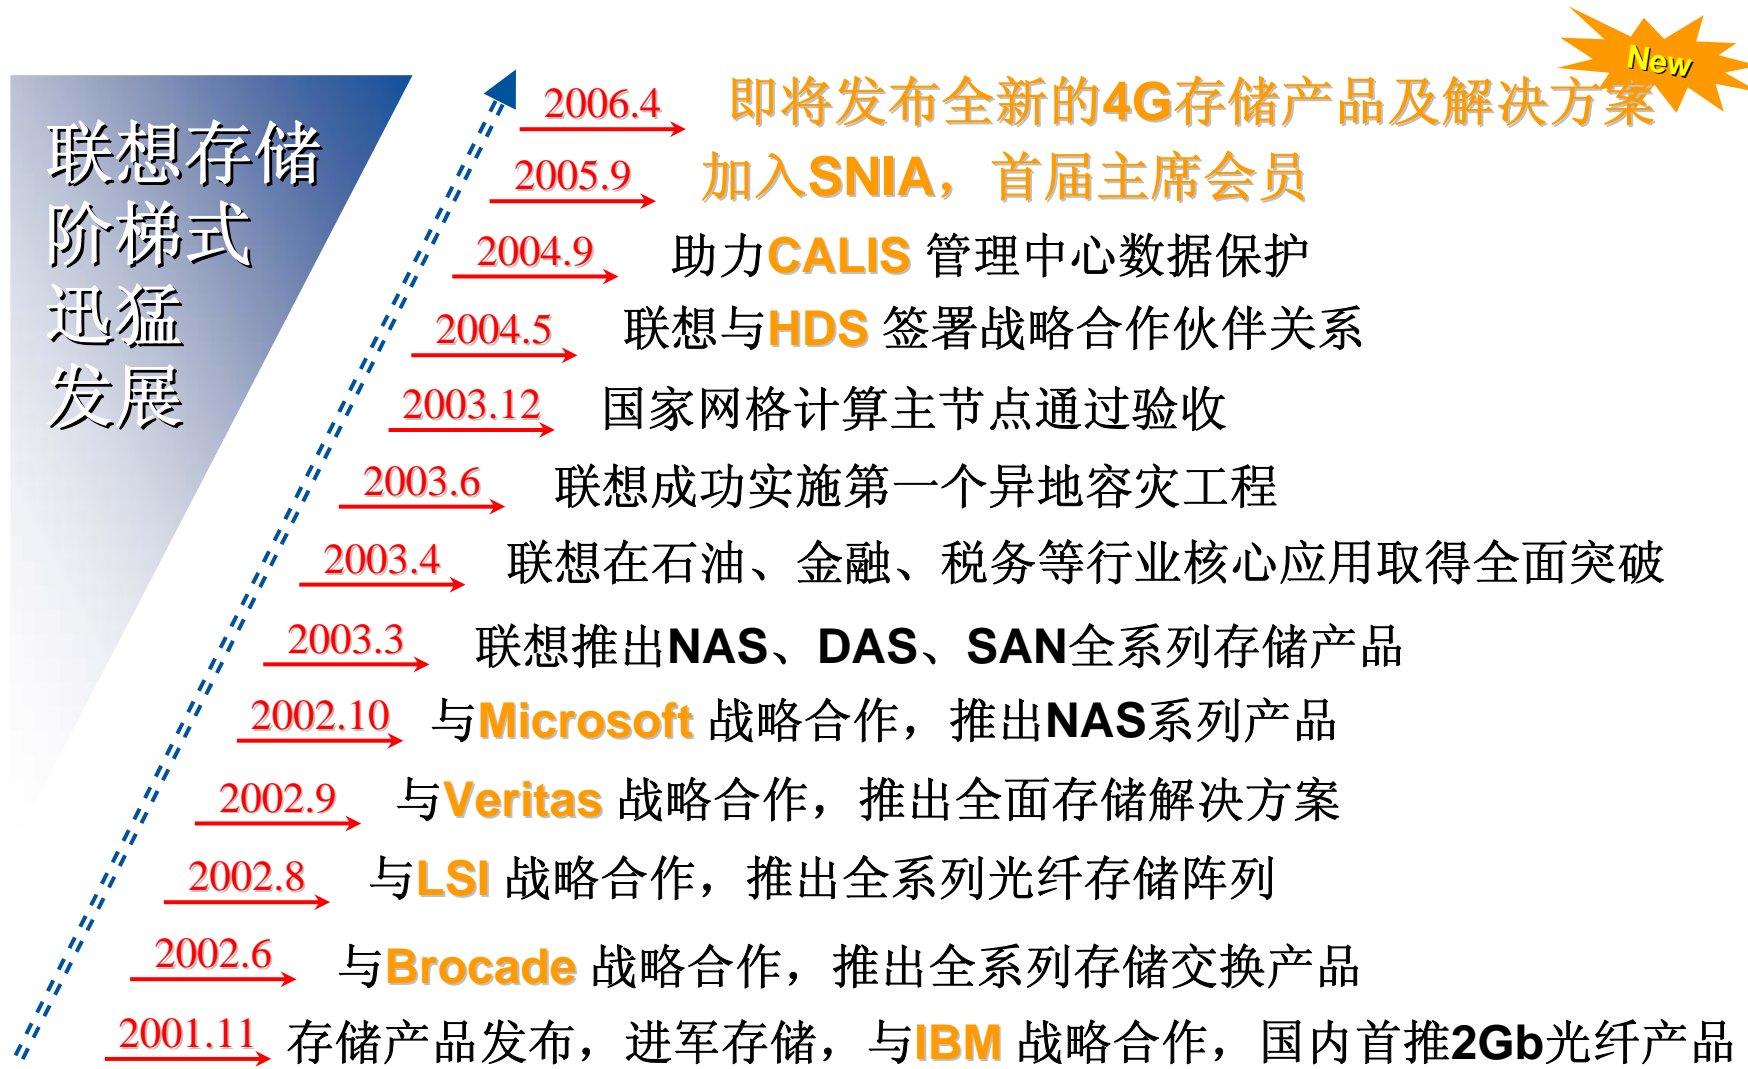 New
联想存储
阶梯式
迅猛
发展
2006.4 即将发布全新的4G存储产品及解决方案
2005.9 加入SNIA，首届主席会员
2004.9 助力CALIS 管理中心数据保护
2004.5 联想与HDS 签署战略合作伙伴关系
2003.12 国家网格计算主节点通过验收
2003.6 联想成功实施第一个异地容灾工程
2003.4 联想在石油、金融、税务等行业核心应用取得全面突破
2003.3 联想推出NAS、DAS、SAN全系列存储产品
2002.10 与Microsoft 战略合作，推出NAS系列产品
2002.9 与Veritas 战略合作，推出全面存储解决方案
2002.8 与LSI 战略合作，推出全系列光纤存储阵列
2002.6 与Brocade 战略合作，推出全系列存储交换产品
2001.11 存储产品发布，进军存储，与IBM 战略合作，国内首推2Gb光纤产品